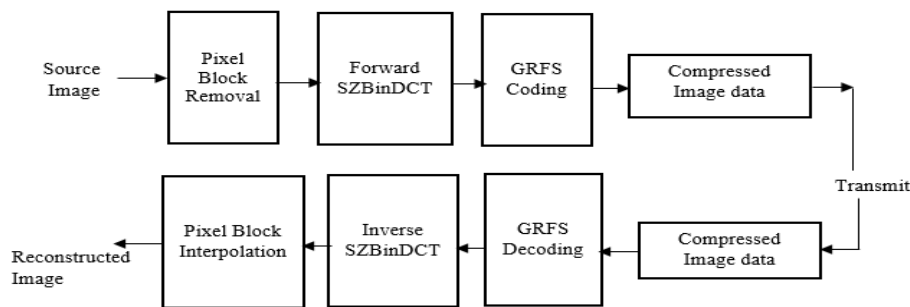 Source
Image
Pixel
Block
Removal
Forward
SZBinDCT
GRFS
Coding
Compressed
Image data
Transmit
Compressed
Image data
GRFS
Decoding
Inverse
SZBinDCT
Pixel Block
Interpolation
Reconstructed
Image